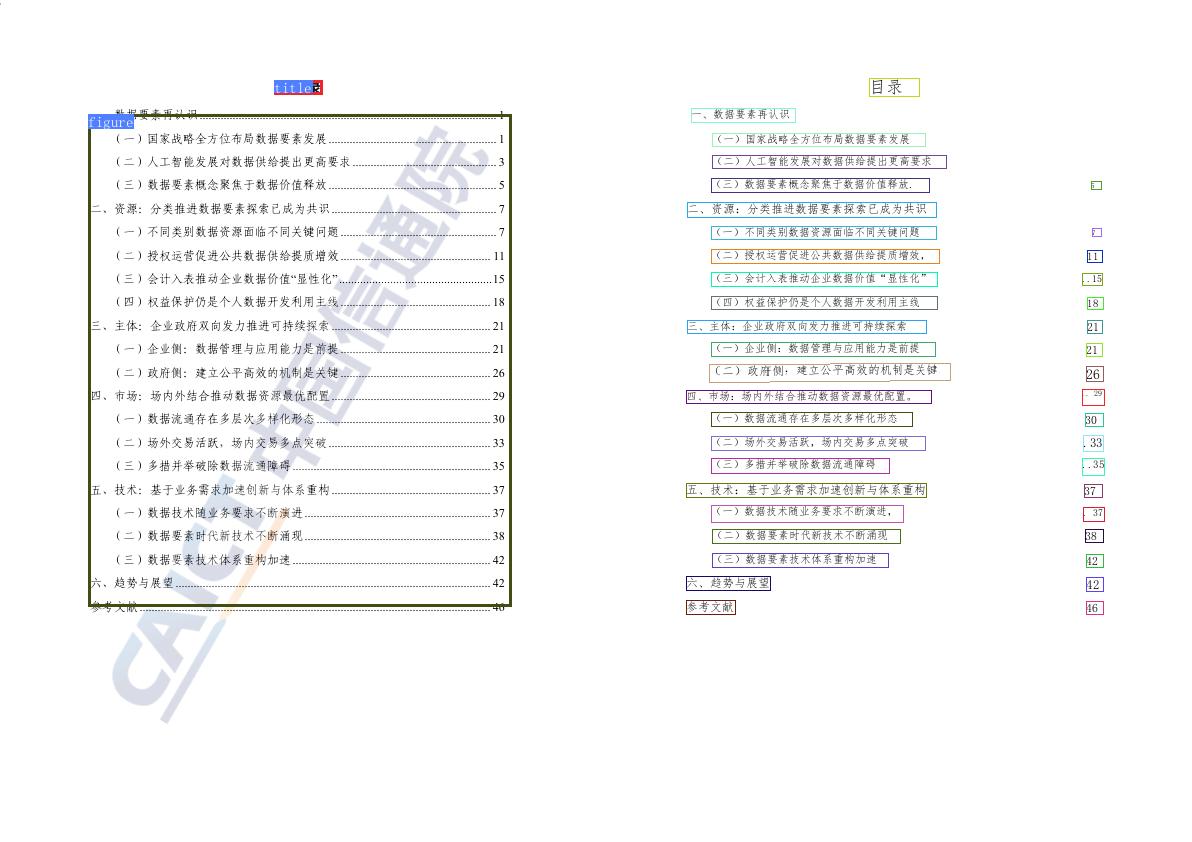 title
figure
数据要素再认识........1
（一）国家战略全方位布局数据要素发展........1
（二）人工智能发展对数据供给提出更高要求........3
（三）数据要素概念聚焦于数据价值释放........5
二、资源：分类推进数据要素探索已成为共识........7
（一）不同类别数据资源面临不同关键问题........7
（二）授权运营促进公共数据供给提质增效........11
（三）会计入表推动企业数据价值“显性化”........15
（四）权益保护仍是个人数据开发利用主线........18
三、主体：企业政府双向发力推进可持续探索........21
（一）企业侧：数据管理与应用能力是前提........21
（二）政府侧：建立公平高效的机制是关键........26
四、市场：场内外结合推动数据资源最优配置........29
（一）数据流通存在多层次多样化形态........30
（二）场外交易活跃，场内交易多点突破........33
（三）多措并举破除数据流通障碍........35
五、技术：基于业务需求加速创新与体系重构........37
（一）数据技术随业务要求不断演进........37
（二）数据要素时代新技术不断涌现........38
（三）数据要素技术体系重构加速........42
六、趋势与展望........42
参考文献........46
CAICT 中国信通院
目录
一、数据要素再认识
（一）国家战略全方位布局数据要素发展
（二）人工智能发展对数据供给提出更高要求
（三）数据要素概念聚焦于数据价值释放.
二、资源：分类推进数据要素探索已成为共识
（一）不同类别数据资源面临不同关键问题
（二）授权运营促进公共数据供给提质增效， 11
（三）会计入表推动企业数据价值“显性化” ..15
（四）权益保护仍是个人数据开发利用主线 18
三、主体：企业政府双向发力推进可持续探索 21
（一）企业侧：数据管理与应用能力是前提 21
（二）政府侧：建立公平高效的机制是关键 26
四、市场：场内外结合推动数据资源最优配置。 29
（一）数据流通存在多层次多样化形态 30
（二）场外交易活跃，场内交易多点突破 .33
（三）多措并举破除数据流通障碍 ..35
五、技术：基于业务需求加速创新与体系重构 37
（一）数据技术随业务要求不断演进， . 37
（二）数据要素时代新技术不断涌现 38
（三）数据要素技术体系重构加速 42
六、趋势与展望 42
参考文献 46